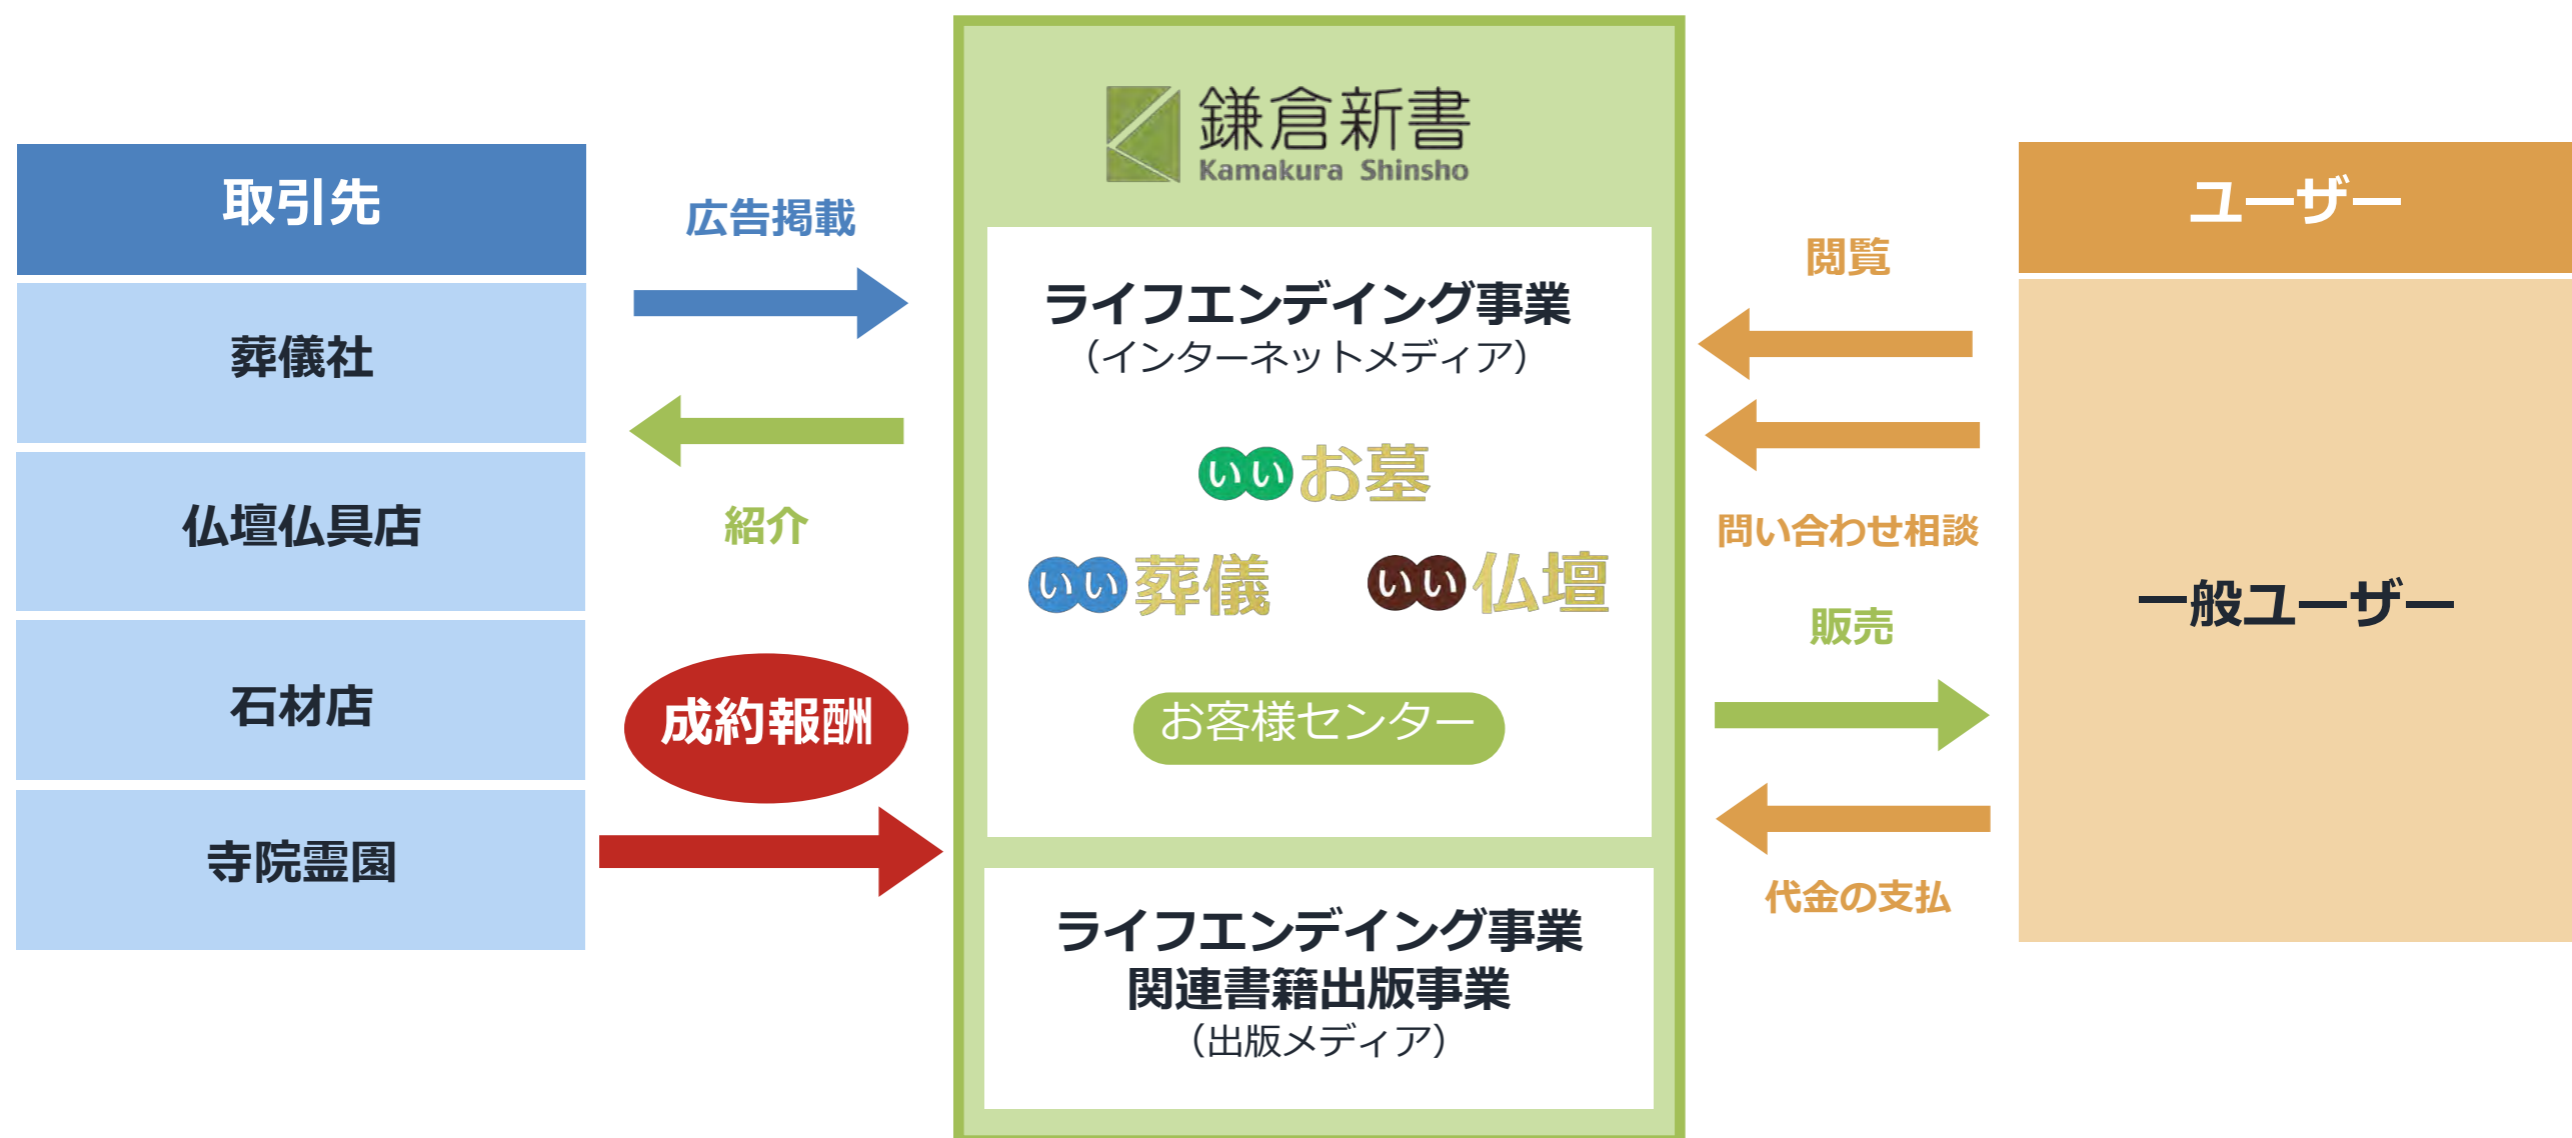 取引先
葬儀社
仏壇仏具店
石材店
寺院霊園
広告掲載
紹介
成約報酬
鎌倉新書
Kamakura Shinsho
ライフエンデイング事業
（インターネットメディア）
いいお墓
いい葬儀
いい仏壇
お客様センター
ライフエンデイング事業
関連書籍出版事業
（出版メディア）
閲覧
問い合わせ相談
販売
代金の支払
ユーザー
一般ユーザー